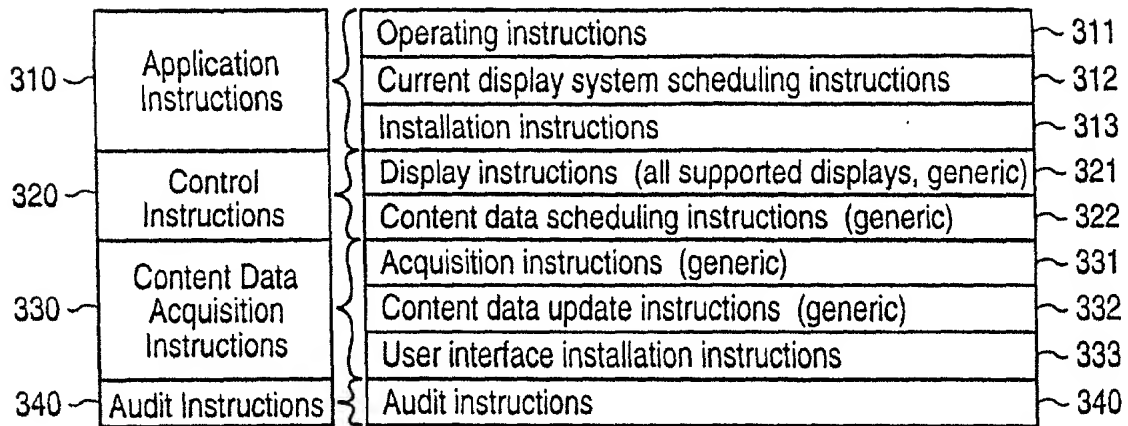 310
Application
Instructions
Operating instructions
311
Current display system scheduling instructions
312
Installation instructions
313
320
Control
Instructions
Display instructions (all supported displays, generic)
321
Content data scheduling instructions (generic)
322
330
Content Data
Acquisition
Instructions
Acquisition instructions (generic)
331
Content data update instructions (generic)
332
User interface installation instructions
333
340
Audit Instructions
Audit instructions
340